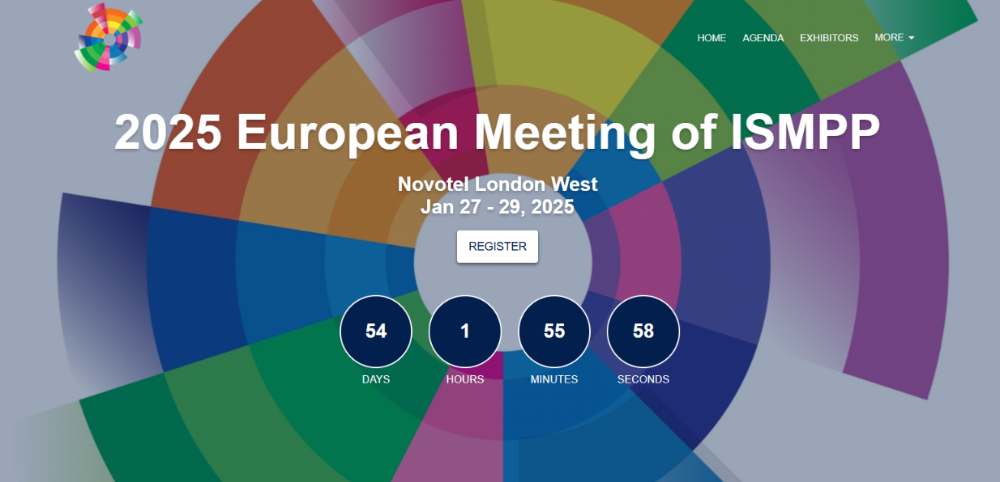 HOME AGENDA EXHIBITORS MORE
2025 European Meeting of ISMPP
Novotel London West
Jan 27 - 29, 2025
REGISTER
54 1 55 58
DAYS HOURS MINUTES SECONDS